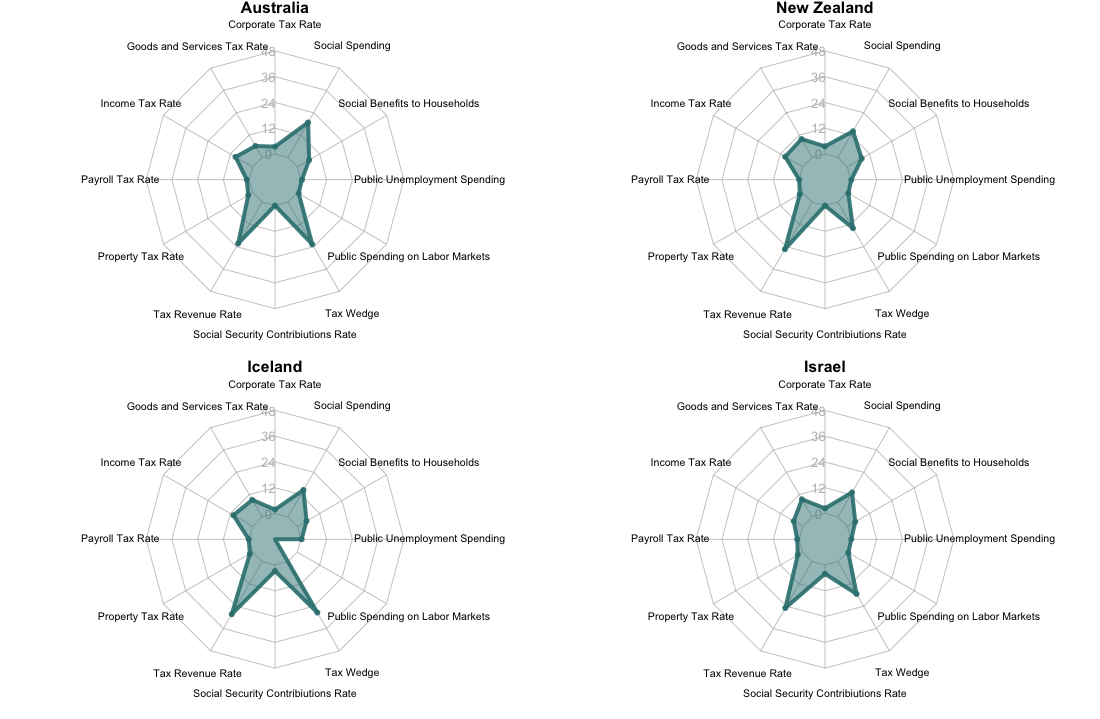 Australia
Corporate Tax Rate
Goods and Services Tax Rate
Social Spending
48
36
24
12
0
Income Tax Rate
Social Benefits to Households
Payroll Tax Rate
Public Unemployment Spending
Property Tax Rate
Public Spending on Labor Markets
Tax Revenue Rate
Tax Wedge
Social Security Contribiutions Rate
New Zealand
Corporate Tax Rate
Goods and Services Tax Rate
Social Spending
48
36
24
12
0
Income Tax Rate
Social Benefits to Households
Payroll Tax Rate
Public Unemployment Spending
Property Tax Rate
Public Spending on Labor Markets
Tax Revenue Rate
Tax Wedge
Social Security Contribiutions Rate
Iceland
Corporate Tax Rate
Goods and Services Tax Rate
Social Spending
48
36
24
12
0
Income Tax Rate
Social Benefits to Households
Payroll Tax Rate
Public Unemployment Spending
Property Tax Rate
Public Spending on Labor Markets
Tax Revenue Rate
Tax Wedge
Social Security Contribiutions Rate
Israel
Corporate Tax Rate
Goods and Services Tax Rate
Social Spending
48
36
24
12
0
Income Tax Rate
Social Benefits to Households
Payroll Tax Rate
Public Unemployment Spending
Property Tax Rate
Public Spending on Labor Markets
Tax Revenue Rate
Tax Wedge
Social Security Contribiutions Rate